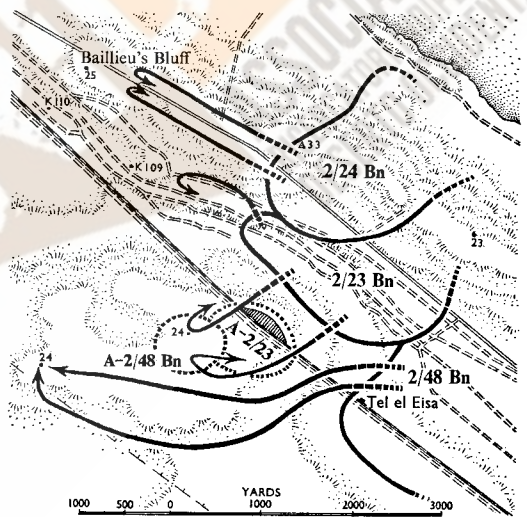 Baillieu's Bluff
25
K110
K109
33
2/24 Bn
23
2/23 Bn
24
A-2/23
A-2/48 Bn
24
2/48 Bn
Tel el Eisa
YARDS
1000 500 0 1000 2000 3000